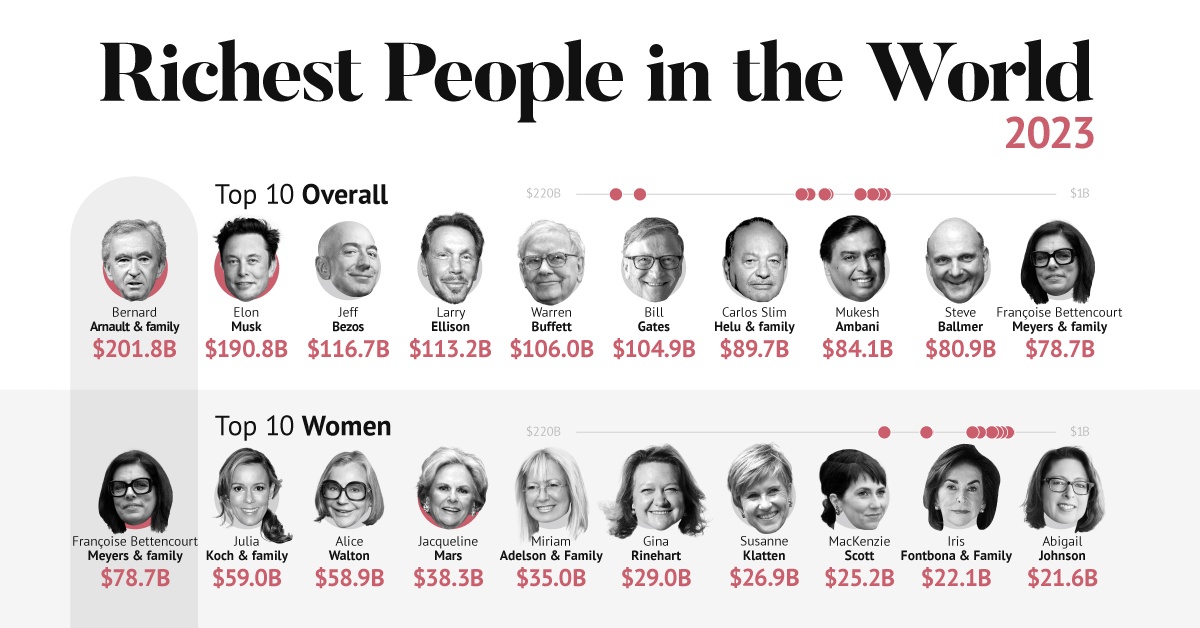 Richest People in the World
2023
Top 10 Overall
$220B
$1B
Bernard
Arnault & family
$201.8B
Elon
Musk
$190.8B
Jeff
Bezos
$116.7B
Larry
Ellison
$113.2B
Warren
Buffett
$106.0B
Bill
Gates
$104.9B
Carlos Slim
Helu & family
$89.7B
Mukesh
Ambani
$84.1B
Steve
Ballmer
$80.9B
Françoise Bettencourt
Meyers & family
$78.7B
Top 10 Women
$220B
$1B
Françoise Bettencourt
Meyers & family
$78.7B
Julia
Koch & family
$59.0B
Alice
Walton
$58.9B
Jacqueline
Mars
$38.3B
Miriam
Adelson & Family
$35.0B
Gina
Rinehart
$29.0B
Susanne
Klatten
$26.9B
MacKenzie
Scott
$25.2B
Iris
Fontbona & Family
$22.1B
Abigail
Johnson
$21.6B